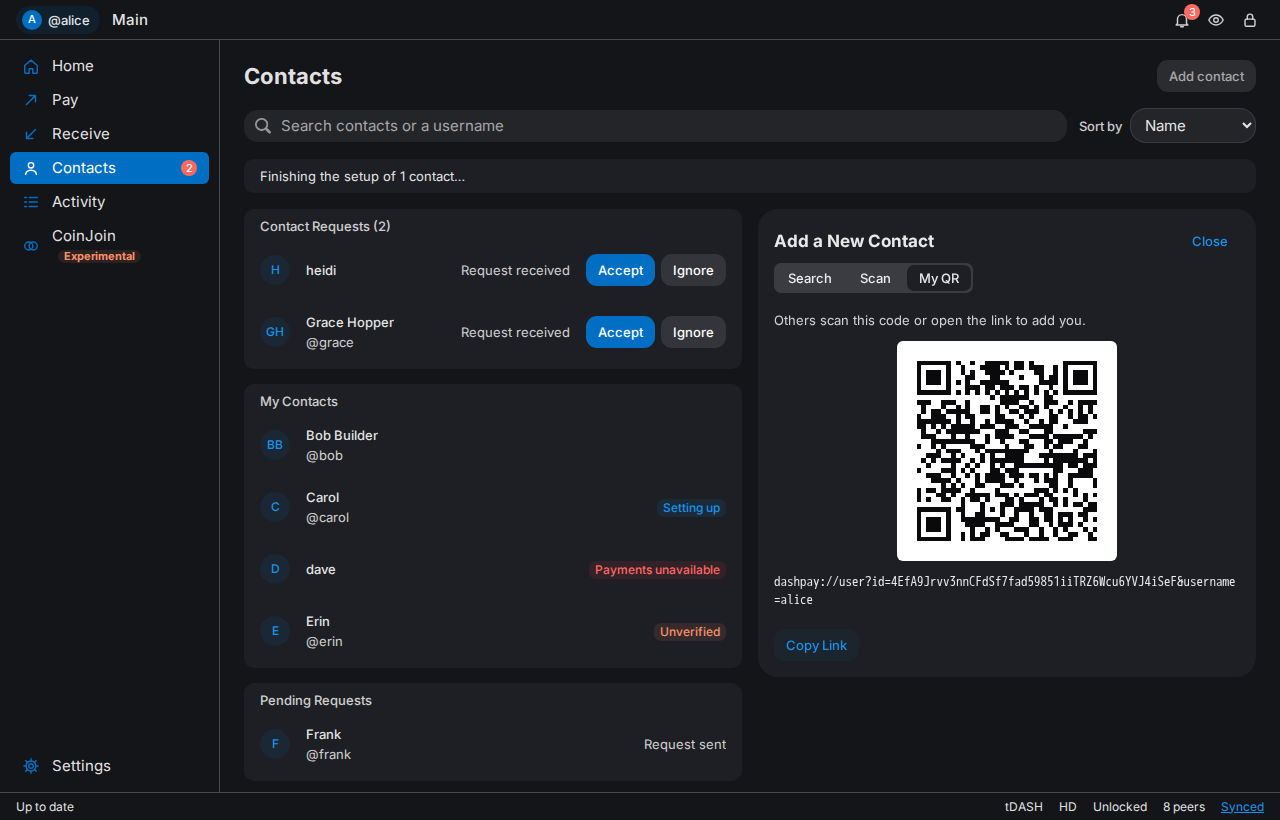 A @alice Main 3
Home
Pay
Receive
Contacts 2
Activity
CoinJoin
Experimental
Settings
Contacts Add contact
Search contacts or a username Sort by Name
Finishing the setup of 1 contact...
Contact Requests (2)
H heidi Request received Accept Ignore
GH Grace Hopper
@grace Request received Accept Ignore
My Contacts
BB Bob Builder
@bob
C Carol
@carol Setting up
D dave Payments unavailable
E Erin
@erin Unverified
Pending Requests
F Frank
@frank Request sent
Add a New Contact Close
Search Scan My QR
Others scan this code or open the link to add you.
dashpay://user?id=4EfA9Jrvv3nnCFdSf7fad59851iiTRZ6Wcu6YVJ4iSeF&username
=alice
Copy Link
Up to date tDASH HD Unlocked 8 peers Synced